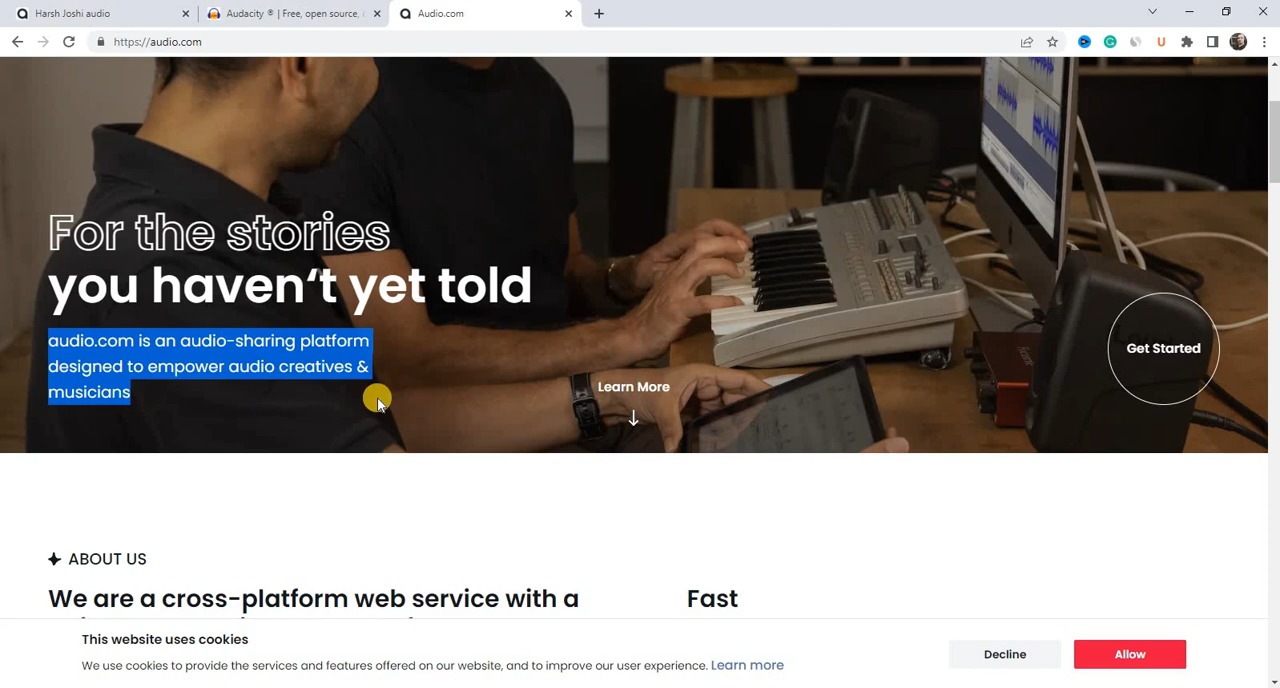 Harsh Joshi audio
Audacity ® | Free, open source,
Audio.com
https://audio.com
For the stories
you haven‘t yet told
audio.com is an audio-sharing platform
designed to empower audio creatives &
musicians
Learn More
Get Started
ABOUT US
We are a cross-platform web service with a
Fast
This website uses cookies
We use cookies to provide the services and features offered on our website, and to improve our user experience. Learn more
Decline
Allow